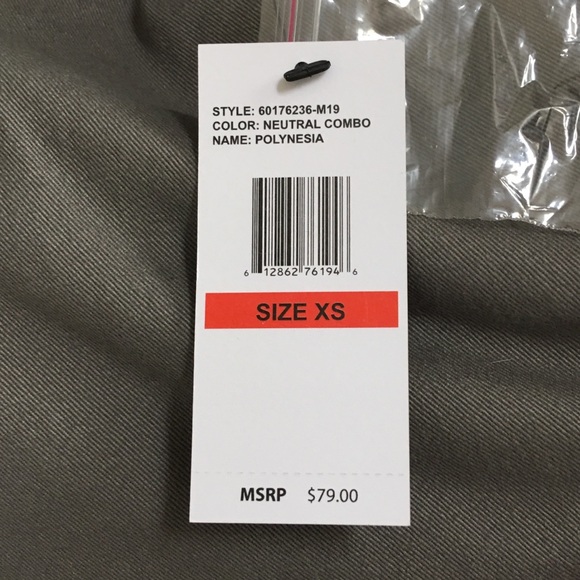 STYLE: 60176236-M19
COLOR: NEUTRAL COMBO
NAME: POLYNESIA
6 12862 76194 6
SIZE XS
MSRP $79.00